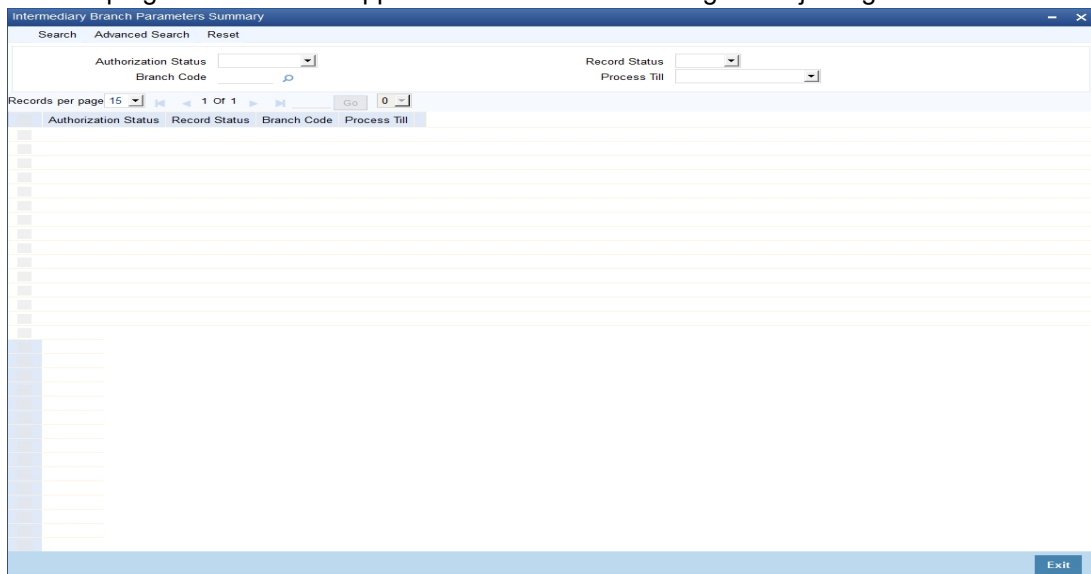 Intermediary Branch Parameters Summary
Search Advanced Search Reset
Authorization Status Record Status
Branch Code Process Till
Records per page 15 1 Of 1 Go 0
Authorization Status Record Status Branch Code Process Till
Exit